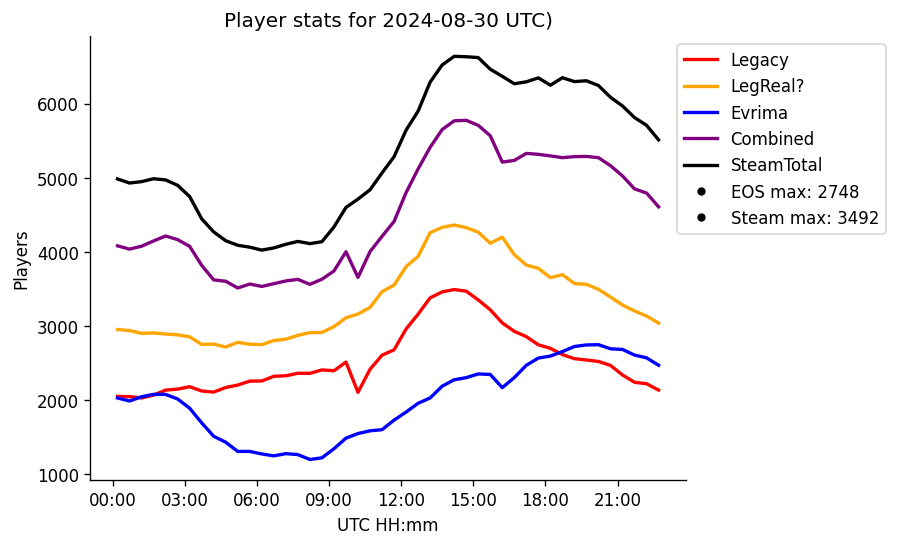 Player stats for 2024-08-30 UTC)
Legacy
LegReal?
Evrima
Combined
SteamTotal
EOS max: 2748
Steam max: 3492
Players
6000
5000
4000
3000
2000
1000
00:00 03:00 06:00 09:00 12:00 15:00 18:00 21:00
UTC HH:mm